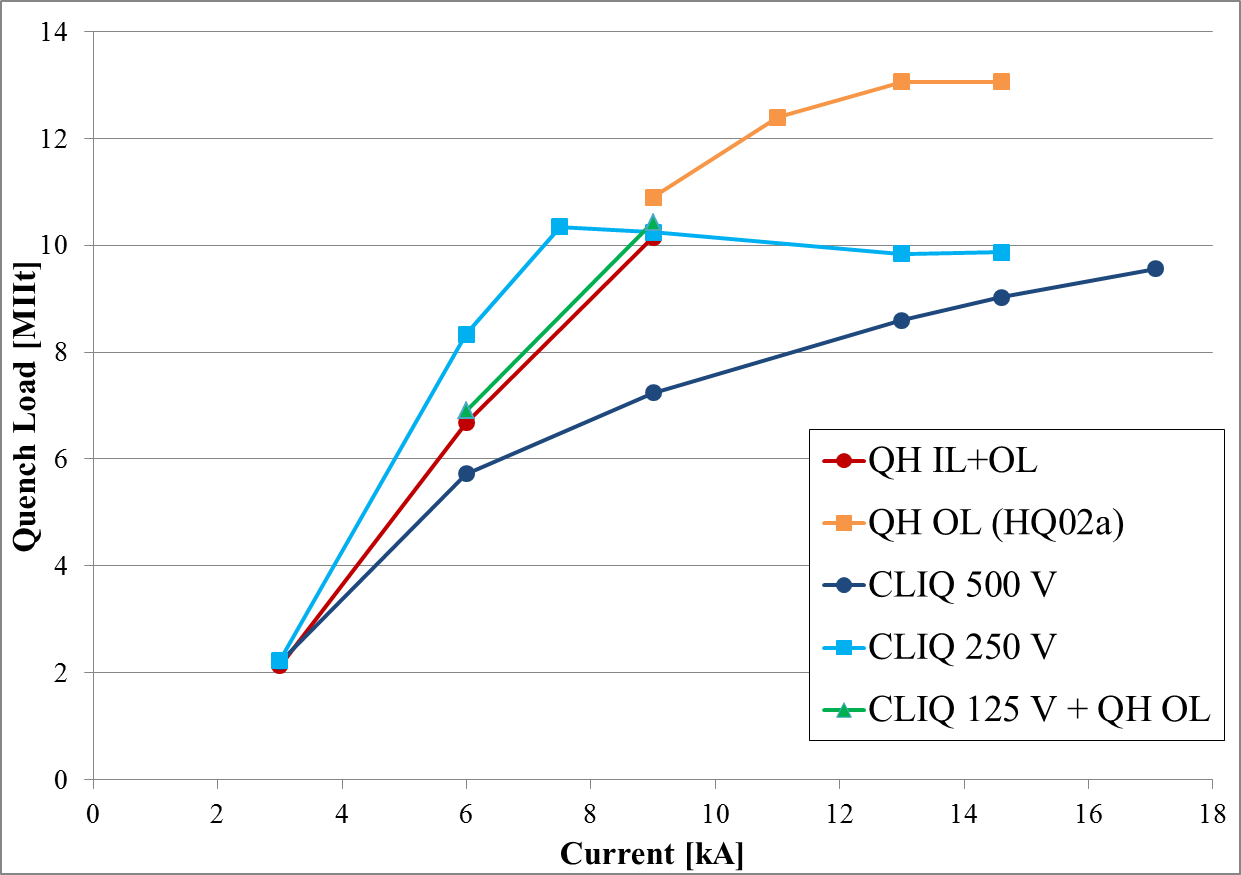 14
12
10
8
6
4
2
0
Quench Load [MIIt]
0 2 4 6 8 10 12 14 16 18
Current [kA]
QH IL+OL
QH OL (HQ02a)
CLIQ 500 V
CLIQ 250 V
CLIQ 125 V + QH OL